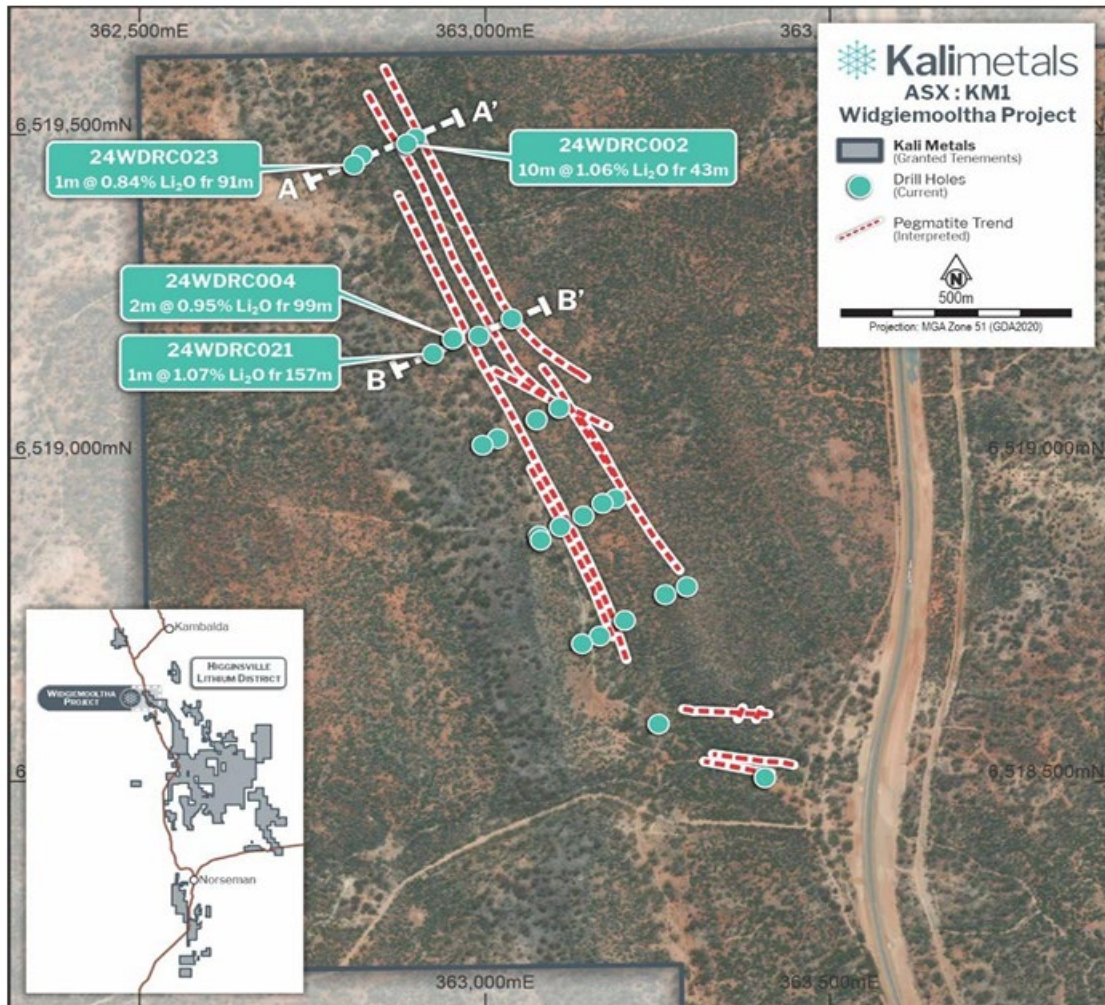 362,500mE
363,000mE
363,5
6,519,500mN
Kalimetals
ASX : KM1
Widgiemooltha Project
Kali Metals
(Granted Tenements)
Drill Holes
(Current)
Pegmatite Trend
(Interpreted)
N
500m
Projection: MGA Zone 51 (GDA2020)
A'
24WDRC023
1m @ 0.84% Li₂O fr 91m
24WDRC002
10m @ 1.06% Li₂O fr 43m
A
24WDRC004
2m @ 0.95% Li₂O fr 99m
B'
24WDRC021
1m @ 1.07% Li₂O fr 157m
B
6,519,000mN
6,519,000mN
Kambalda
HIGGINSVILLE
LITHIUM DISTRICT
WIDGIEMOOLTHA
PROJECT
Norseman
6,518,500mN
363,000mE
363,500mE